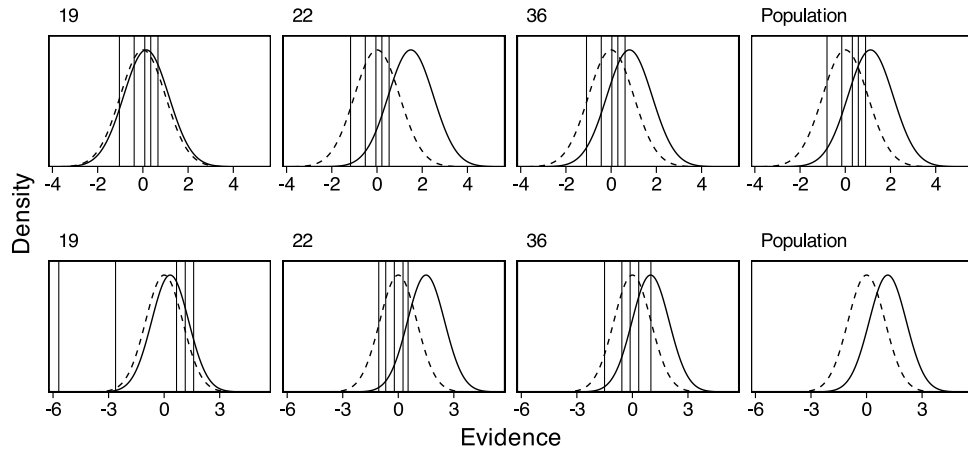 19 22 36 Population
-4 -2 0 2 4 -4 -2 0 2 4 -4 -2 0 2 4 -4 -2 0 2 4
Density
19 22 36 Population
-6 -3 0 3 -6 -3 0 3 -6 -3 0 3 -6 -3 0 3
Evidence